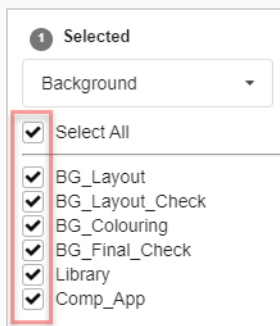 1 Selected
Background
Select All
BG_Layout
BG_Layout_Check
BG_Colouring
BG_Final_Check
Library
Comp_App